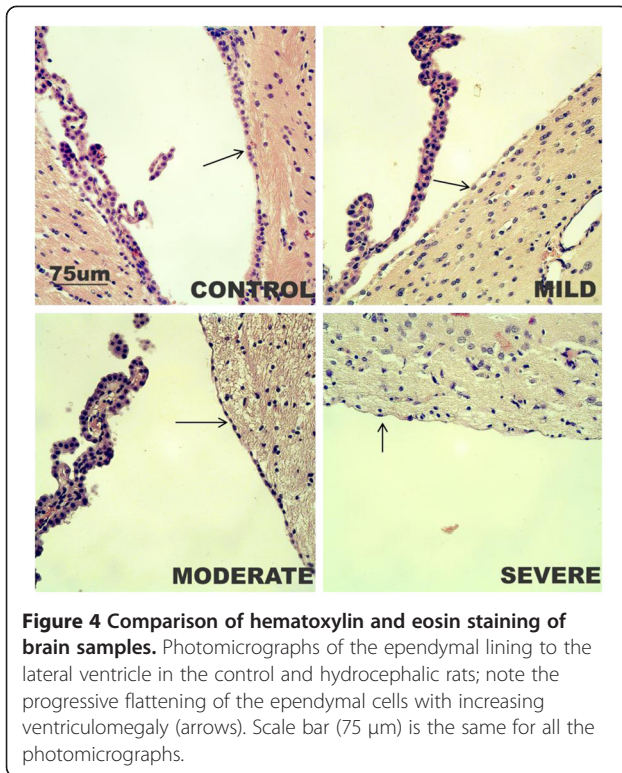 75um
CONTROL
MILD
MODERATE
SEVERE
Figure 4 Comparison of hematoxylin and eosin staining of
brain samples. Photomicrographs of the ependymal lining to the
lateral ventricle in the control and hydrocephalic rats; note the
progressive flattening of the ependymal cells with increasing
ventriculomegaly (arrows). Scale bar (75 μm) is the same for all the
photomicrographs.